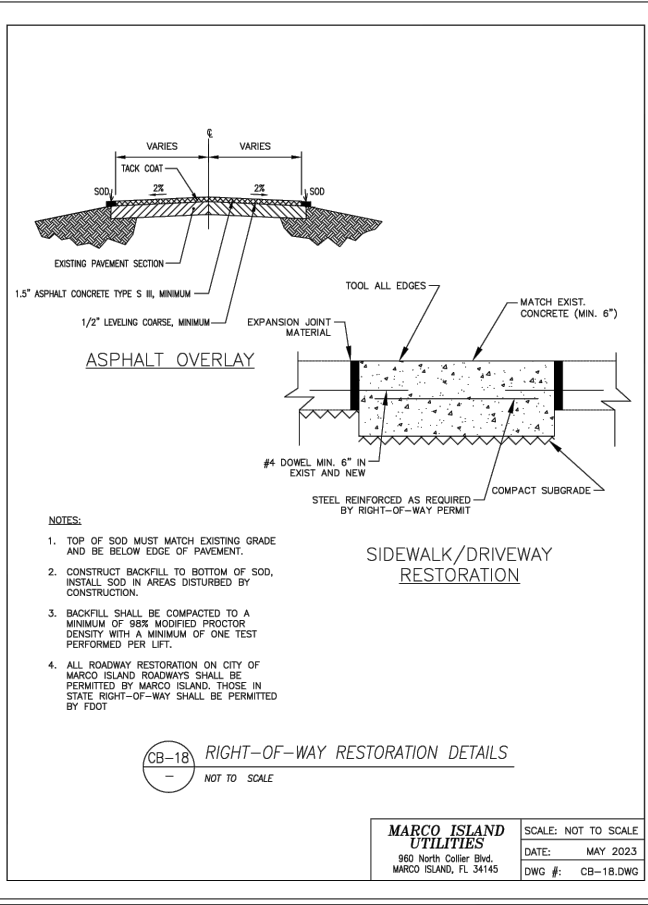 ℄
VARIES VARIES
TACK COAT
SOD 2% 2% SOD
EXISTING PAVEMENT SECTION
1.5" ASPHALT CONCRETE TYPE S III, MINIMUM
1/2" LEVELING COARSE, MINIMUM
ASPHALT OVERLAY
TOOL ALL EDGES
MATCH EXIST.
CONCRETE (MIN. 6")
EXPANSION JOINT
MATERIAL
#4 DOWEL MIN. 6" IN
EXIST AND NEW
COMPACT SUBGRADE
STEEL REINFORCED AS REQUIRED
BY RIGHT-OF-WAY PERMIT
SIDEWALK/DRIVEWAY
RESTORATION
NOTES:
1. TOP OF SOD MUST MATCH EXISTING GRADE
AND BE BELOW EDGE OF PAVEMENT.
2. CONSTRUCT BACKFILL TO BOTTOM OF SOD,
INSTALL SOD IN AREAS DISTURBED BY
CONSTRUCTION.
3. BACKFILL SHALL BE COMPACTED TO A
MINIMUM OF 98% MODIFIED PROCTOR
DENSITY WITH A MINIMUM OF ONE TEST
PERFORMED PER LIFT.
4. ALL ROADWAY RESTORATION ON CITY OF
MARCO ISLAND ROADWAYS SHALL BE
PERMITTED BY MARCO ISLAND. THOSE IN
STATE RIGHT-OF-WAY SHALL BE PERMITTED
BY FDOT
CB-18
-
RIGHT-OF-WAY RESTORATION DETAILS
NOT TO SCALE
MARCO ISLAND
UTILITIES
960 North Collier Blvd.
MARCO ISLAND, FL 34145
SCALE: NOT TO SCALE
DATE: MAY 2023
DWG #: CB-18.DWG